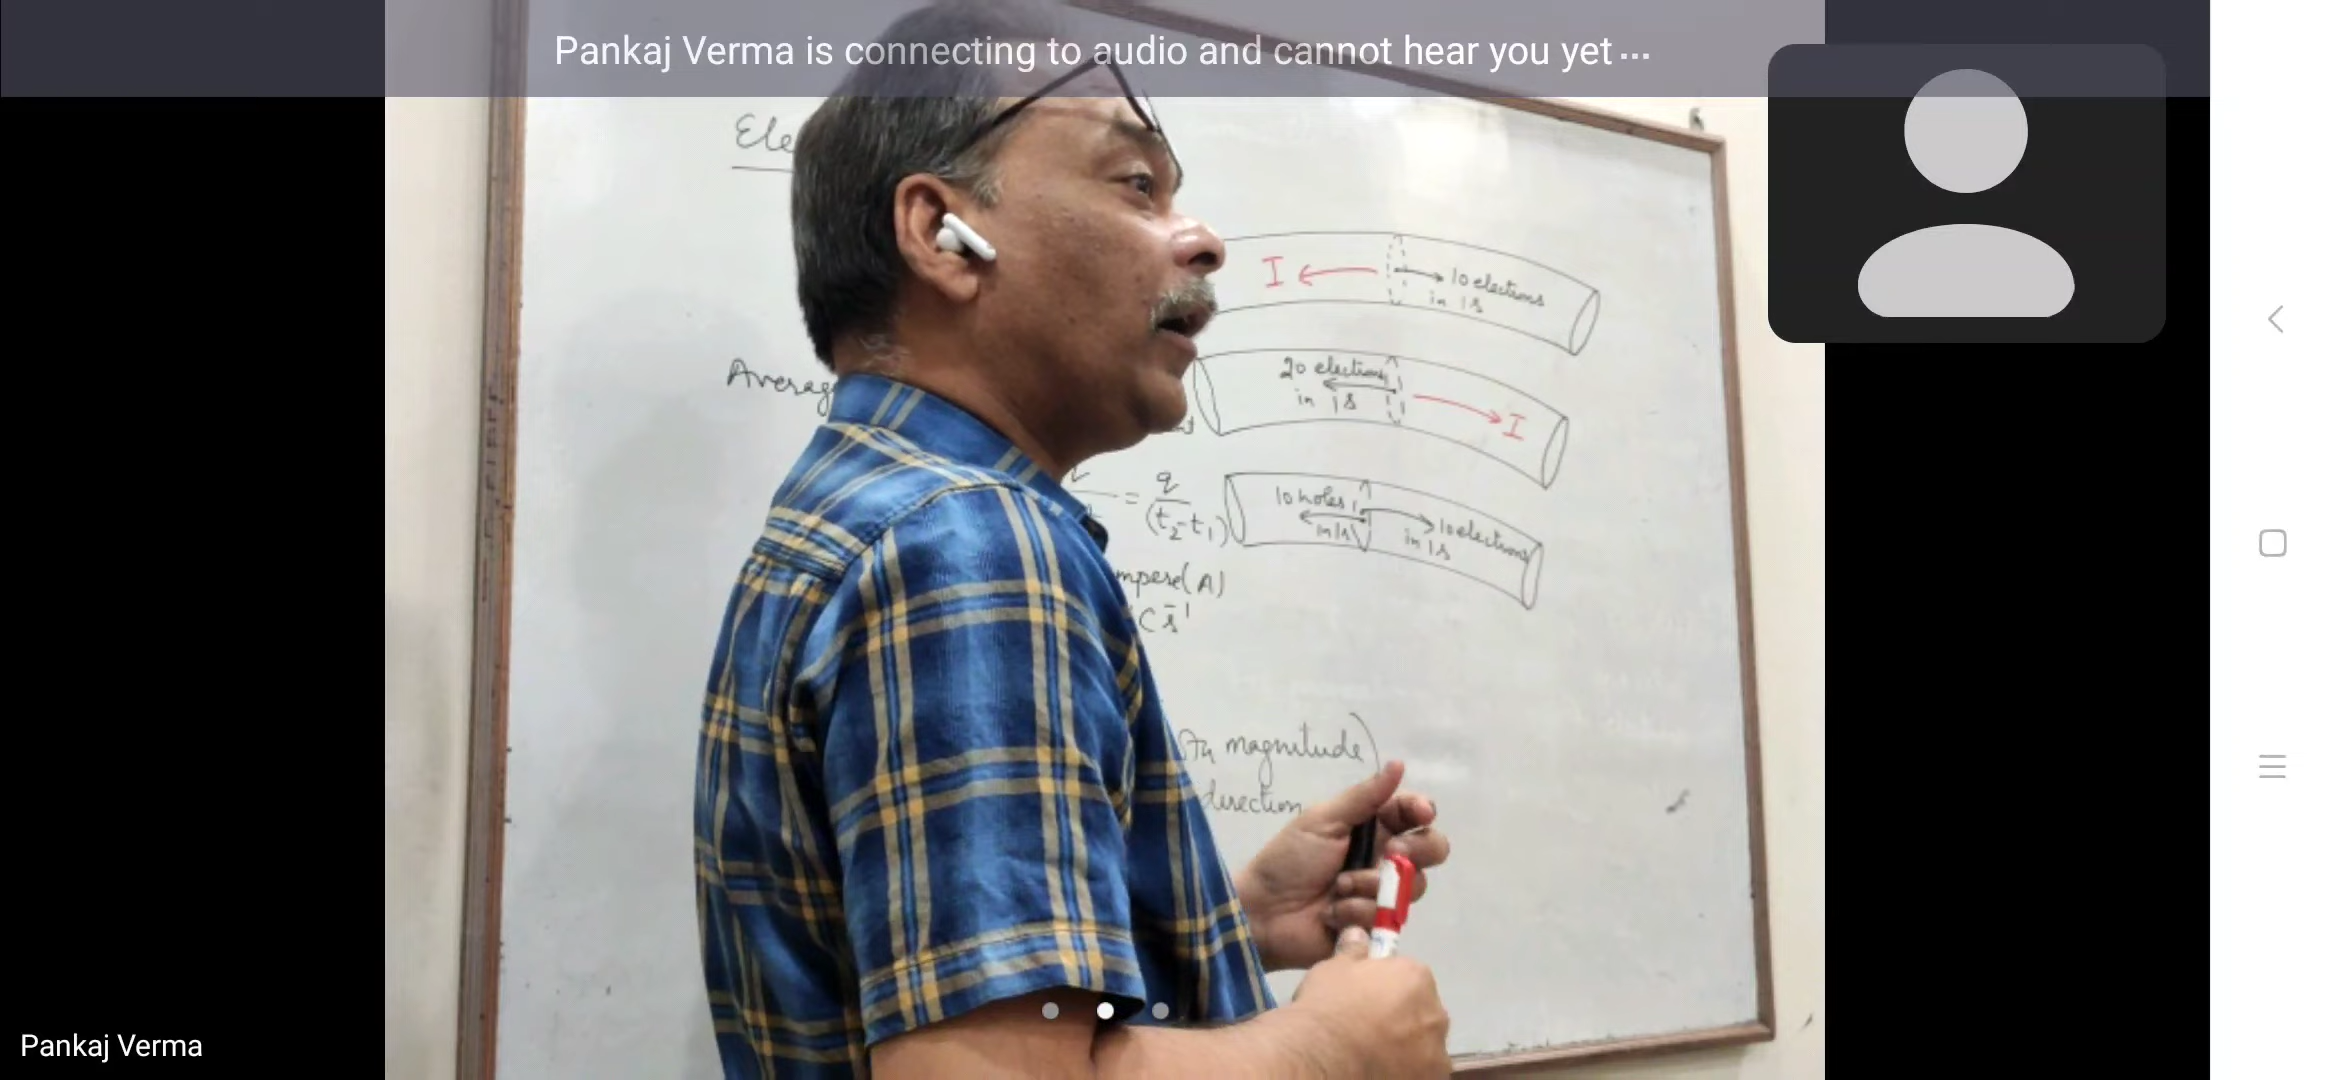 Pankaj Verma is connecting to audio and cannot hear you yet...
Ele
I
10 electrons
in 1s
20 electrons
in 1s
I
Averag
= q
(t2-t1)
10 holes
in 1s
10 electrons
in 1s
mpere(A)
C s⁻¹
magnitude
direction
Pankaj Verma